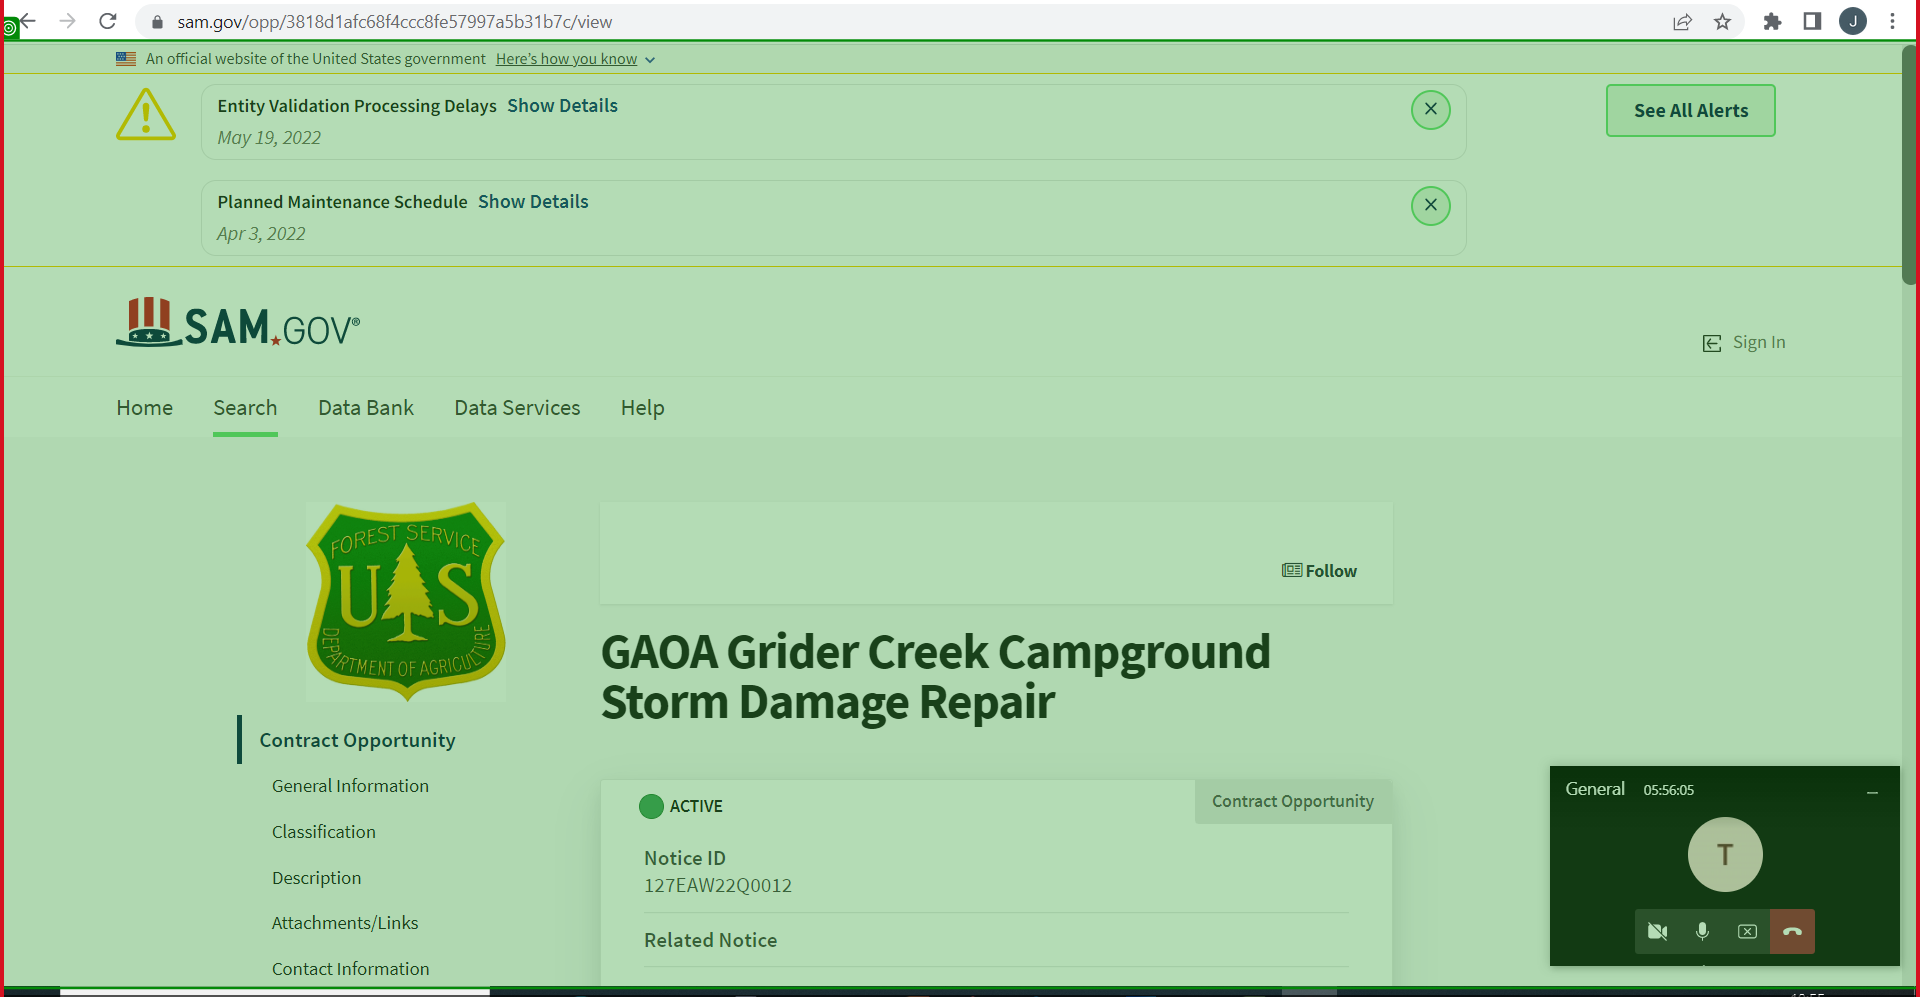 sam.gov/opp/3818d1afc68f4ccc8fe57997a5b31b7c/view
J
An official website of the United States government Here's how you know
Entity Validation Processing Delays Show Details
May 19, 2022
See All Alerts
Planned Maintenance Schedule Show Details
Apr 3, 2022
SAM.GOV®
Sign In
Home Search Data Bank Data Services Help
FOREST SERVICE
U S
DEPARTMENT OF AGRICULTURE
Follow
GAOA Grider Creek Campground
Storm Damage Repair
Contract Opportunity
General Information
Classification
Description
Attachments/Links
Contact Information
ACTIVE
Contract Opportunity
Notice ID
127EAW22Q0012
Related Notice
General 05:56:05
T